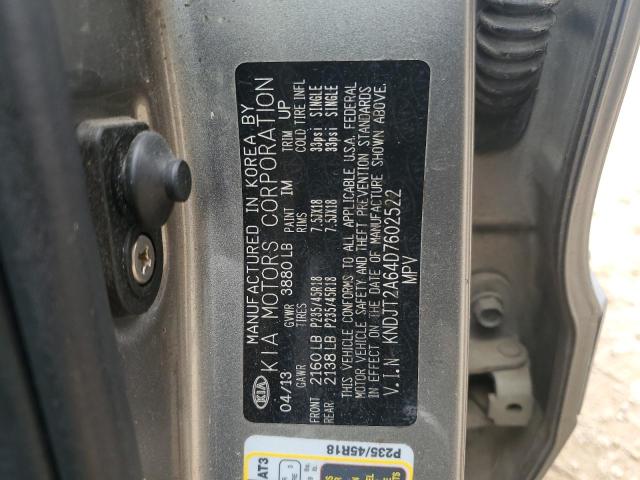 KIA
MANUFACTURED IN KOREA BY
KIA MOTORS CORPORATION
04/13 GVWR 3880 LB PAINT IM TRIM UP
GAWR TIRES RIMS COLD TIRE INFL
FRONT 2160 LB P235/45R18 7.5JX18 33psi SINGLE
REAR 2138 LB P235/45R18 7.5JX18 33psi SINGLE
THIS VEHICLE CONFORMS TO ALL APPLICABLE U.S.A. FEDERAL
MOTOR VEHICLE SAFETY AND THEFT PREVENTION STANDARDS
IN EFFECT ON THE DATE OF MANUFACTURE SHOWN ABOVE.
V.I.N KNDJTT2A64D7602522
MPV
AT3
P235/45R18